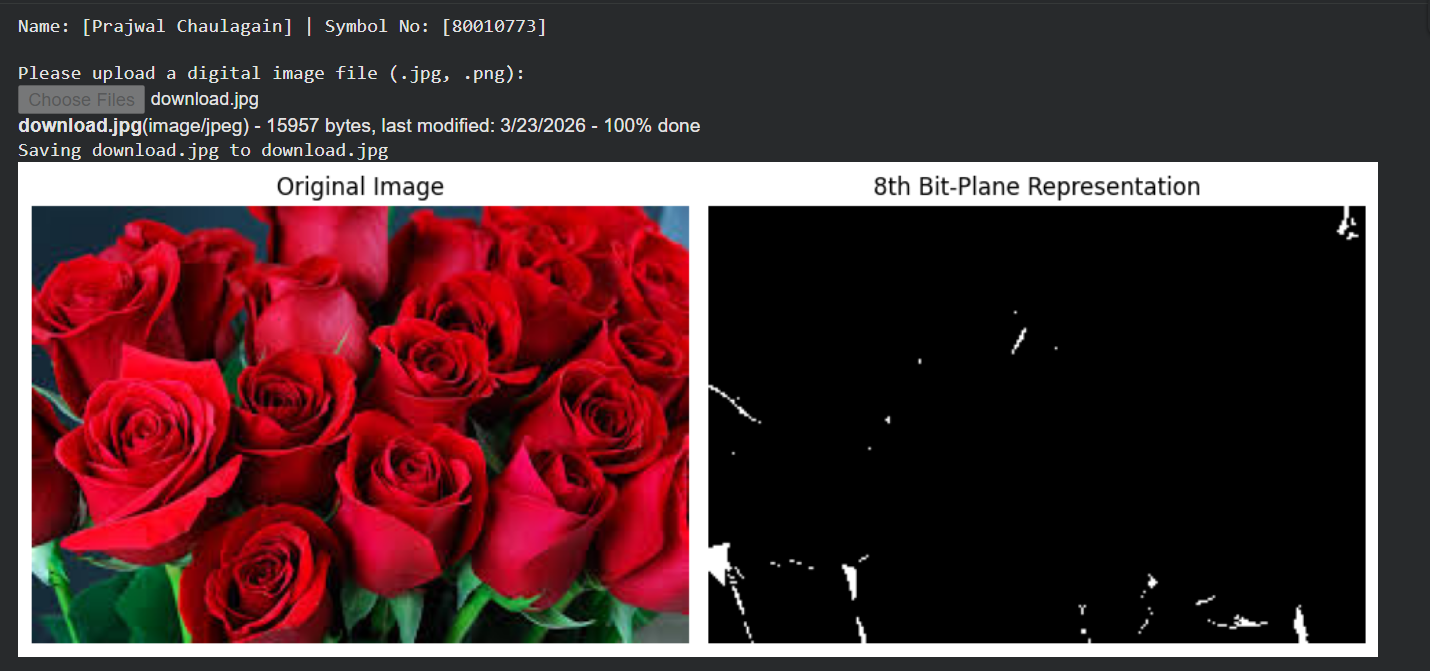 Name: [Prajwal Chaulagain] | Symbol No: [80010773]
Please upload a digital image file (.jpg, .png):
Choose Files download.jpg
download.jpg(image/jpeg) - 15957 bytes, last modified: 3/23/2026 - 100% done
Saving download.jpg to download.jpg
Original Image
8th Bit-Plane Representation